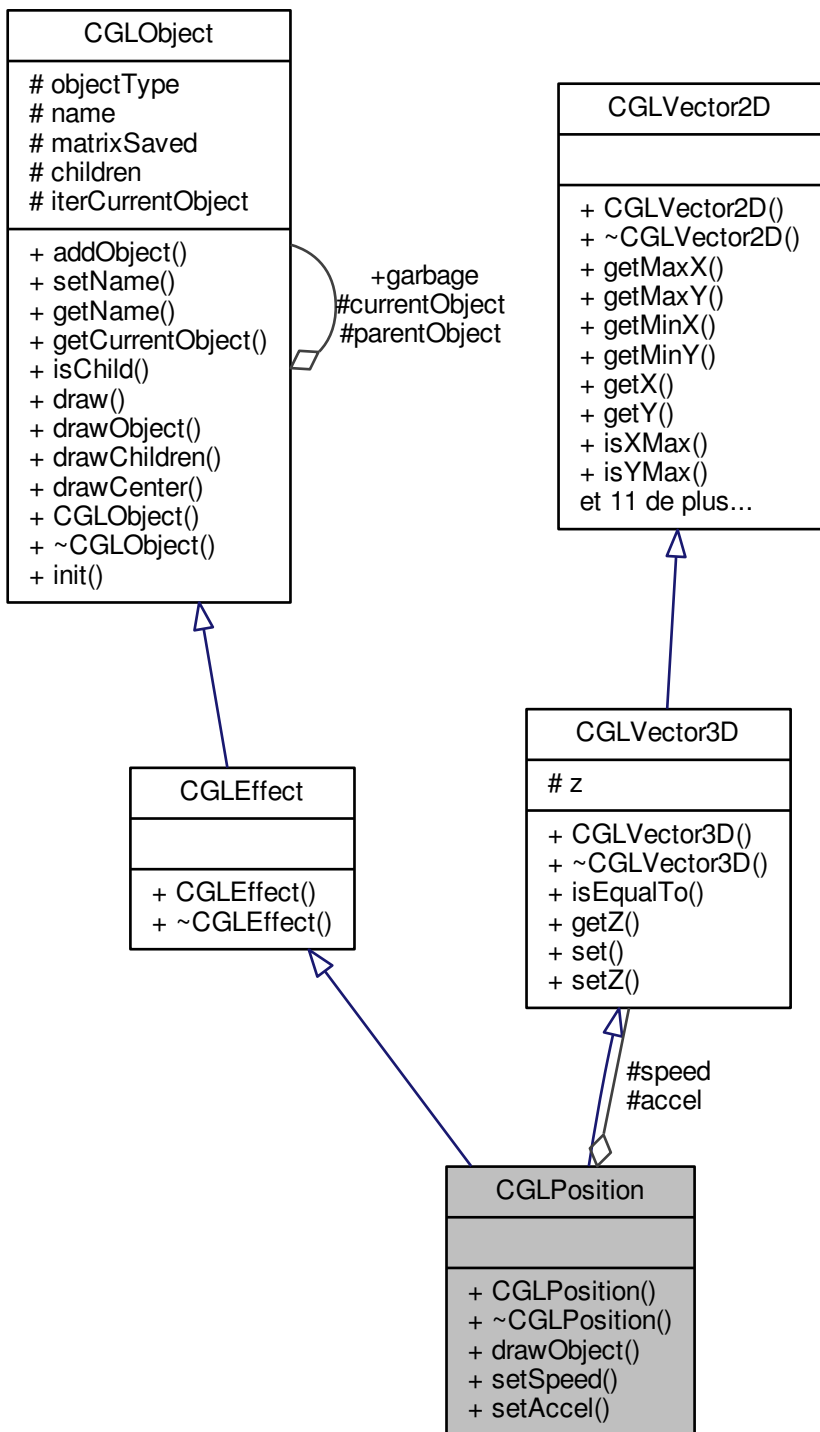 CGLObject
# objectType
# name
# matrixSaved
# children
# iterCurrentObject
+ addObject()
+ setName()
+ getName()
+ getCurrentObject()
+ isChild()
+ draw()
+ drawObject()
+ drawChildren()
+ drawCenter()
+ CGLObject()
+ ~CGLObject()
+ init()
+garbage
#currentObject
#parentObject
CGLVector2D
+ CGLVector2D()
+ ~CGLVector2D()
+ getMaxX()
+ getMaxY()
+ getMinX()
+ getMinY()
+ getX()
+ getY()
+ isXMax()
+ isYMax()
et 11 de plus...
CGLEffect
+ CGLEffect()
+ ~CGLEffect()
CGLVector3D
# z
+ CGLVector3D()
+ ~CGLVector3D()
+ isEqualTo()
+ getZ()
+ set()
+ setZ()
#speed
#accel
CGLPosition
+ CGLPosition()
+ ~CGLPosition()
+ drawObject()
+ setSpeed()
+ setAccel()